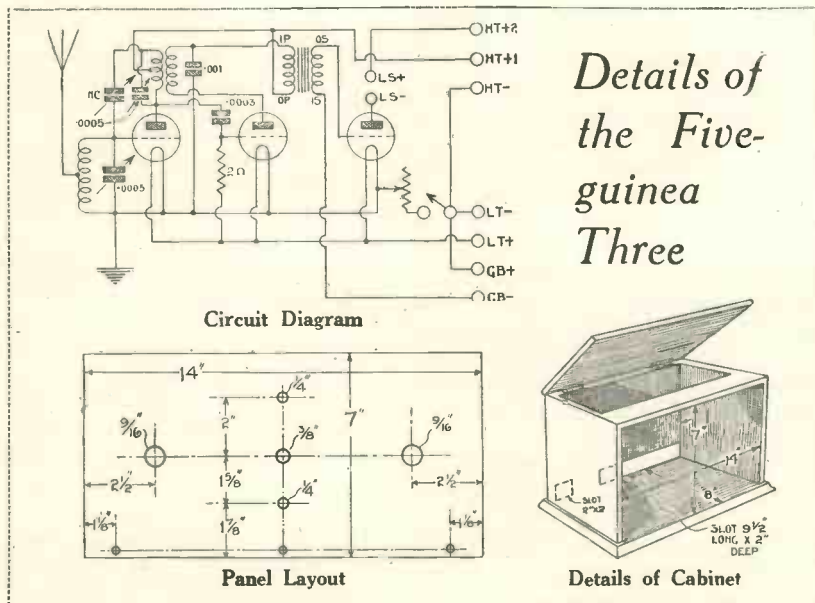 HT+2
HT+1
HT-
1P
OS
OP
IS
.001
LS+
LS-
NC
.0005
.0003
2Ω
.0005
LT-
LT+
GB+
GB-
Circuit Diagram
Details of
the Five-
guinea
Three
14"
7"
1/4"
2"
9/16"
3/8"
9/16"
2 1/2"
1 5/8"
1/4"
2 1/2"
1 1/8"
1 7/8"
1 1/8"
Panel Layout
7"
14"
8"
SLOT
2"X2"
SLOT 9 1/2"
LONG X 2"
DEEP
Details of Cabinet